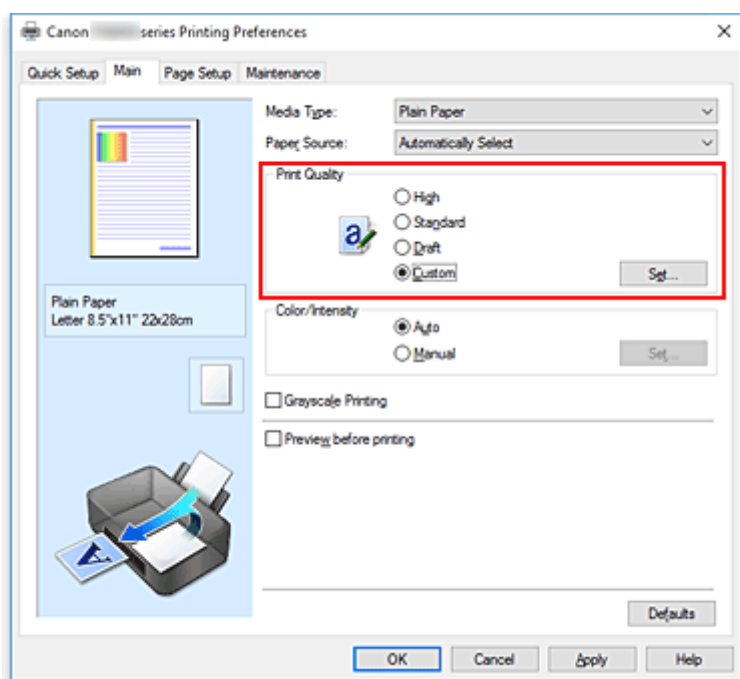 Canon series Printing Preferences
Quick Setup Main Page Setup Maintenance
Media Type: Plain Paper
Paper Source: Automatically Select
Print Quality
High
Standard
Draft
Custom Set...
Plain Paper
Letter 8.5"x11" 22x28cm
Color/Intensity
Auto
Manual Set...
Grayscale Printing
Preview before printing
Defaults
OK Cancel Apply Help